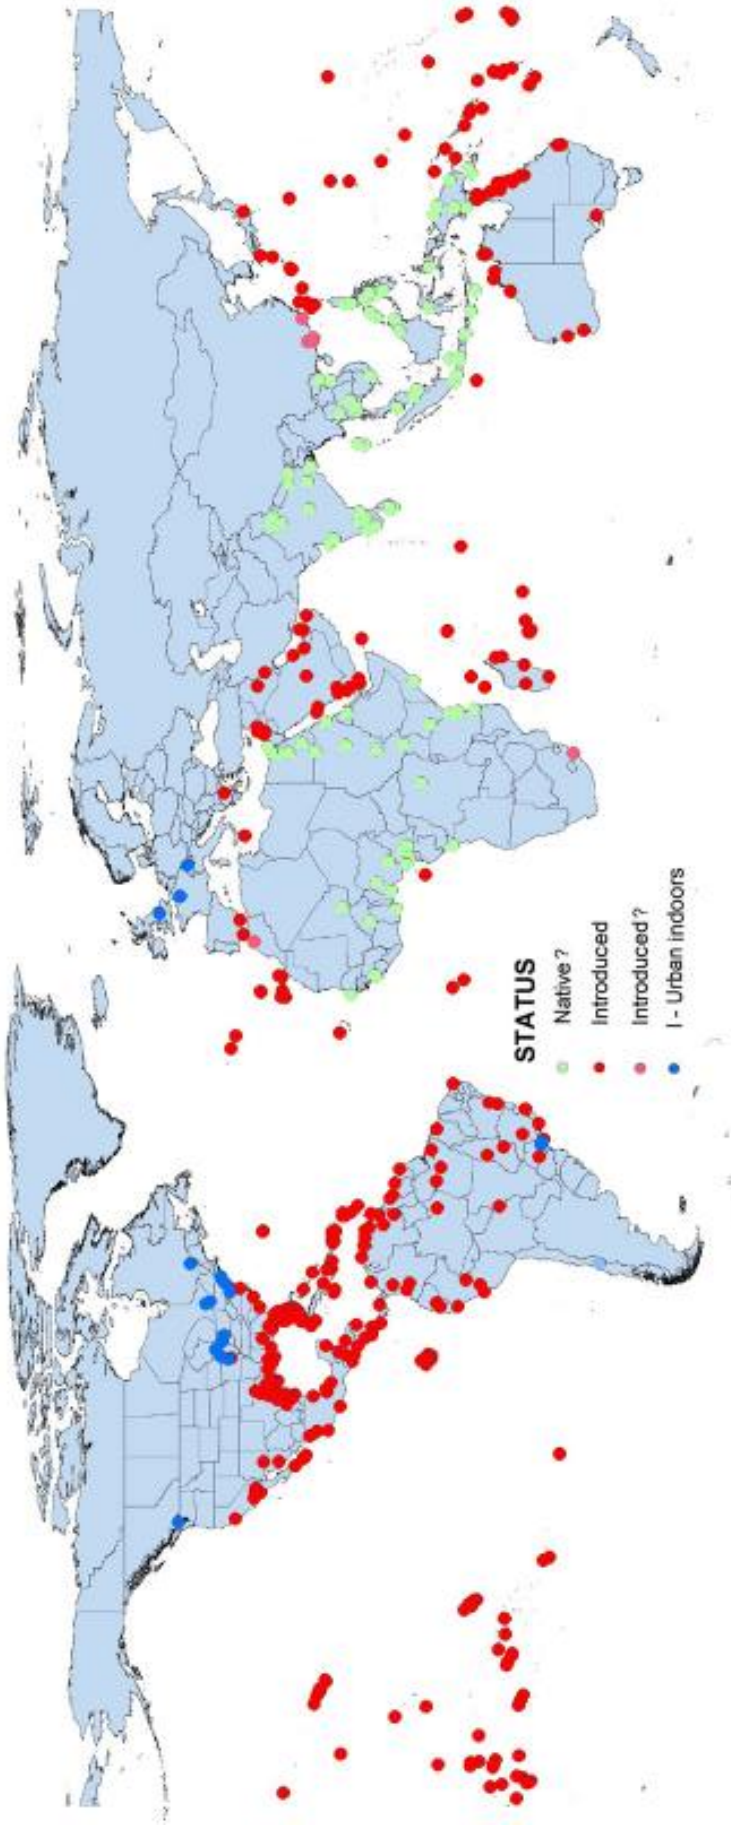 STATUS
Native ?
Introduced
Introduced ?
I - Urban indoors